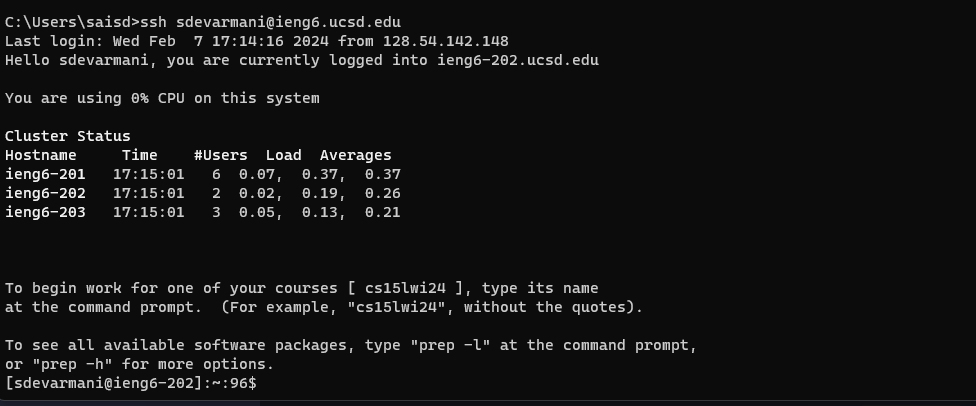 C:\Users\saisd>ssh sdevarmani@ieng6.ucsd.edu
Last login: Wed Feb  7 17:14:16 2024 from 128.54.142.148
Hello sdevarmani, you are currently logged into ieng6-202.ucsd.edu
You are using 0% CPU on this system
Cluster Status
Hostname     Time    #Users  Load  Averages
ieng6-201   17:15:01   6  0.07,  0.37,  0.37
ieng6-202   17:15:01   2  0.02,  0.19,  0.26
ieng6-203   17:15:01   3  0.05,  0.13,  0.21
To begin work for one of your courses [ cs15lwi24 ], type its name
at the command prompt.  (For example, "cs15lwi24", without the quotes).
To see all available software packages, type "prep -l" at the command prompt,
or "prep -h" for more options.
[sdevarmani@ieng6-202]:~:96$